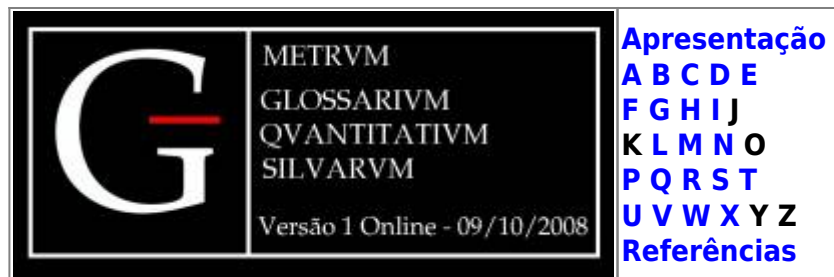 G
METRVM
GLOSSARIVM
QVANTITATIVM
SILVARVM
Versão 1 Online - 09/10/2008
Apresentação
A B C D E
F G H I J
K L M N O
P Q R S T
U V W X Y Z
Referências